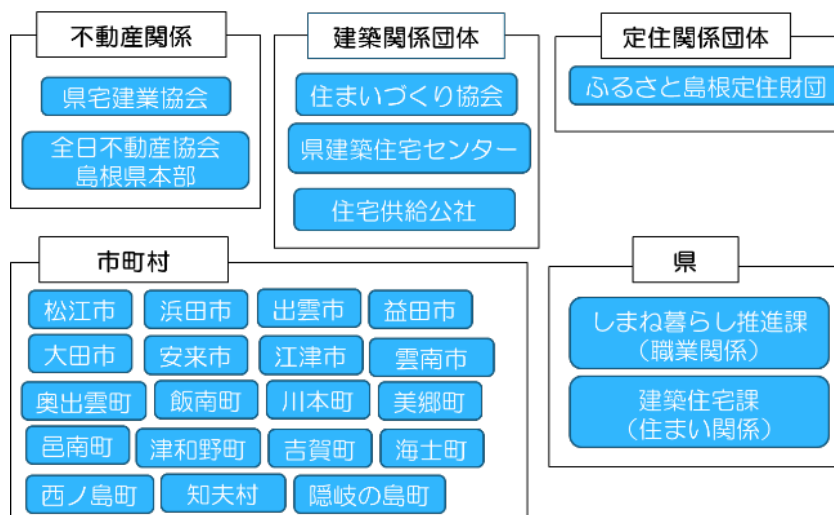 不動産関係
県宅建業協会
全日不動産協会
島根県本部
建築関係団体
住まいづくり協会
県建築住宅センター
住宅供給公社
定住関係団体
ふるさと島根定住財団
市町村
松江市 浜田市 出雲市 益田市
大田市 安来市 江津市 雲南市
奥出雲町 飯南町 川本町 美郷町
邑南町 津和野町 吉賀町 海士町
西ノ島町 知夫村 隠岐の島町
県
しまね暮らし推進課
（職業関係）
建築住宅課
（住まい関係）